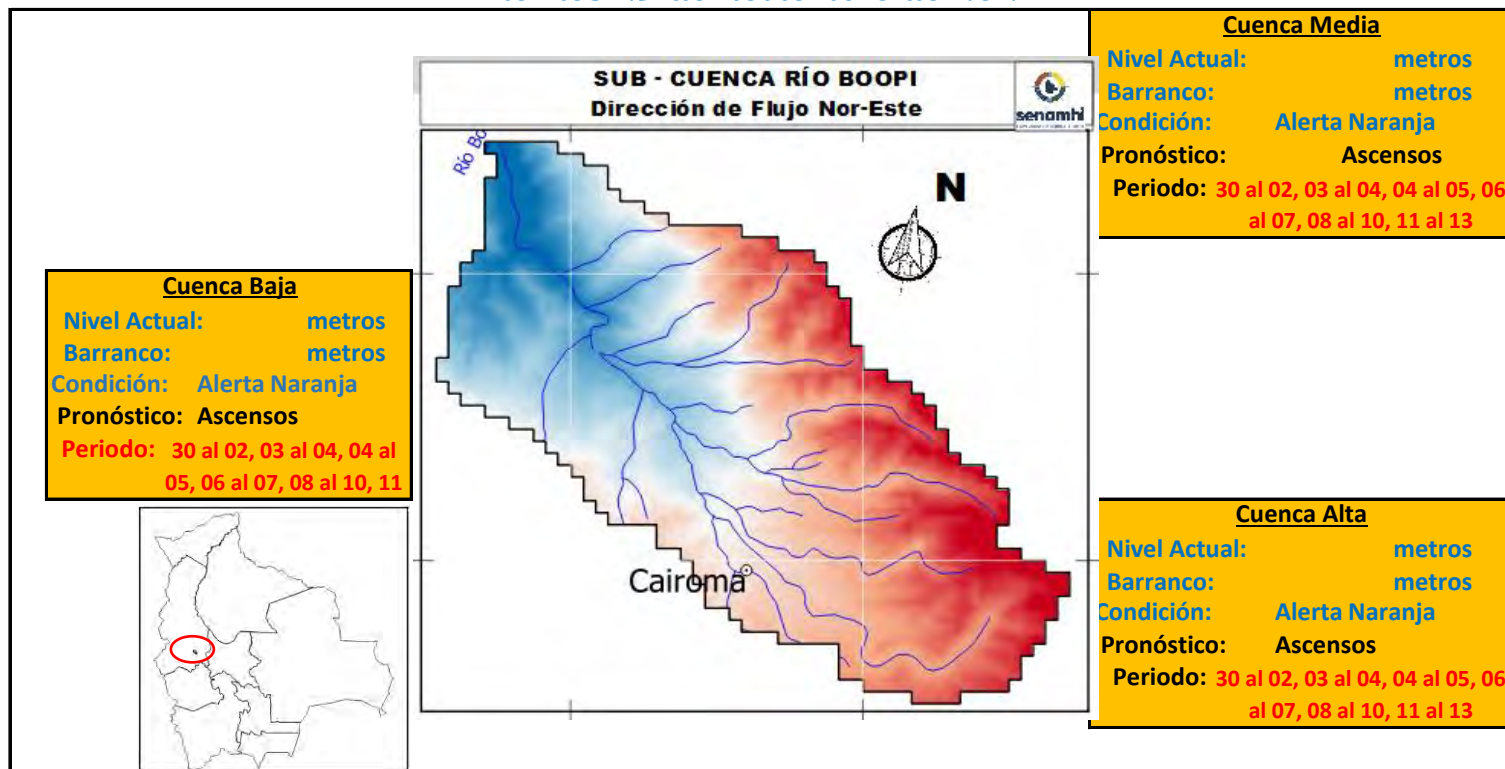 SUB - CUENCA RÍO BOOPI
Dirección de Flujo Nor-Este
senamhi
Río Bo
N
Cairoma
Cuenca Media
Nivel Actual: metros
Barranco: metros
Condición: Alerta Naranja
Pronóstico: Ascensos
Periodo: 30 al 02, 03 al 04, 04 al 05, 06
al 07, 08 al 10, 11 al 13
Cuenca Baja
Nivel Actual: metros
Barranco: metros
Condición: Alerta Naranja
Pronóstico: Ascensos
Periodo: 30 al 02, 03 al 04, 04 al
05, 06 al 07, 08 al 10, 11
Cuenca Alta
Nivel Actual: metros
Barranco: metros
Condición: Alerta Naranja
Pronóstico: Ascensos
Periodo: 30 al 02, 03 al 04, 04 al 05, 06
al 07, 08 al 10, 11 al 13